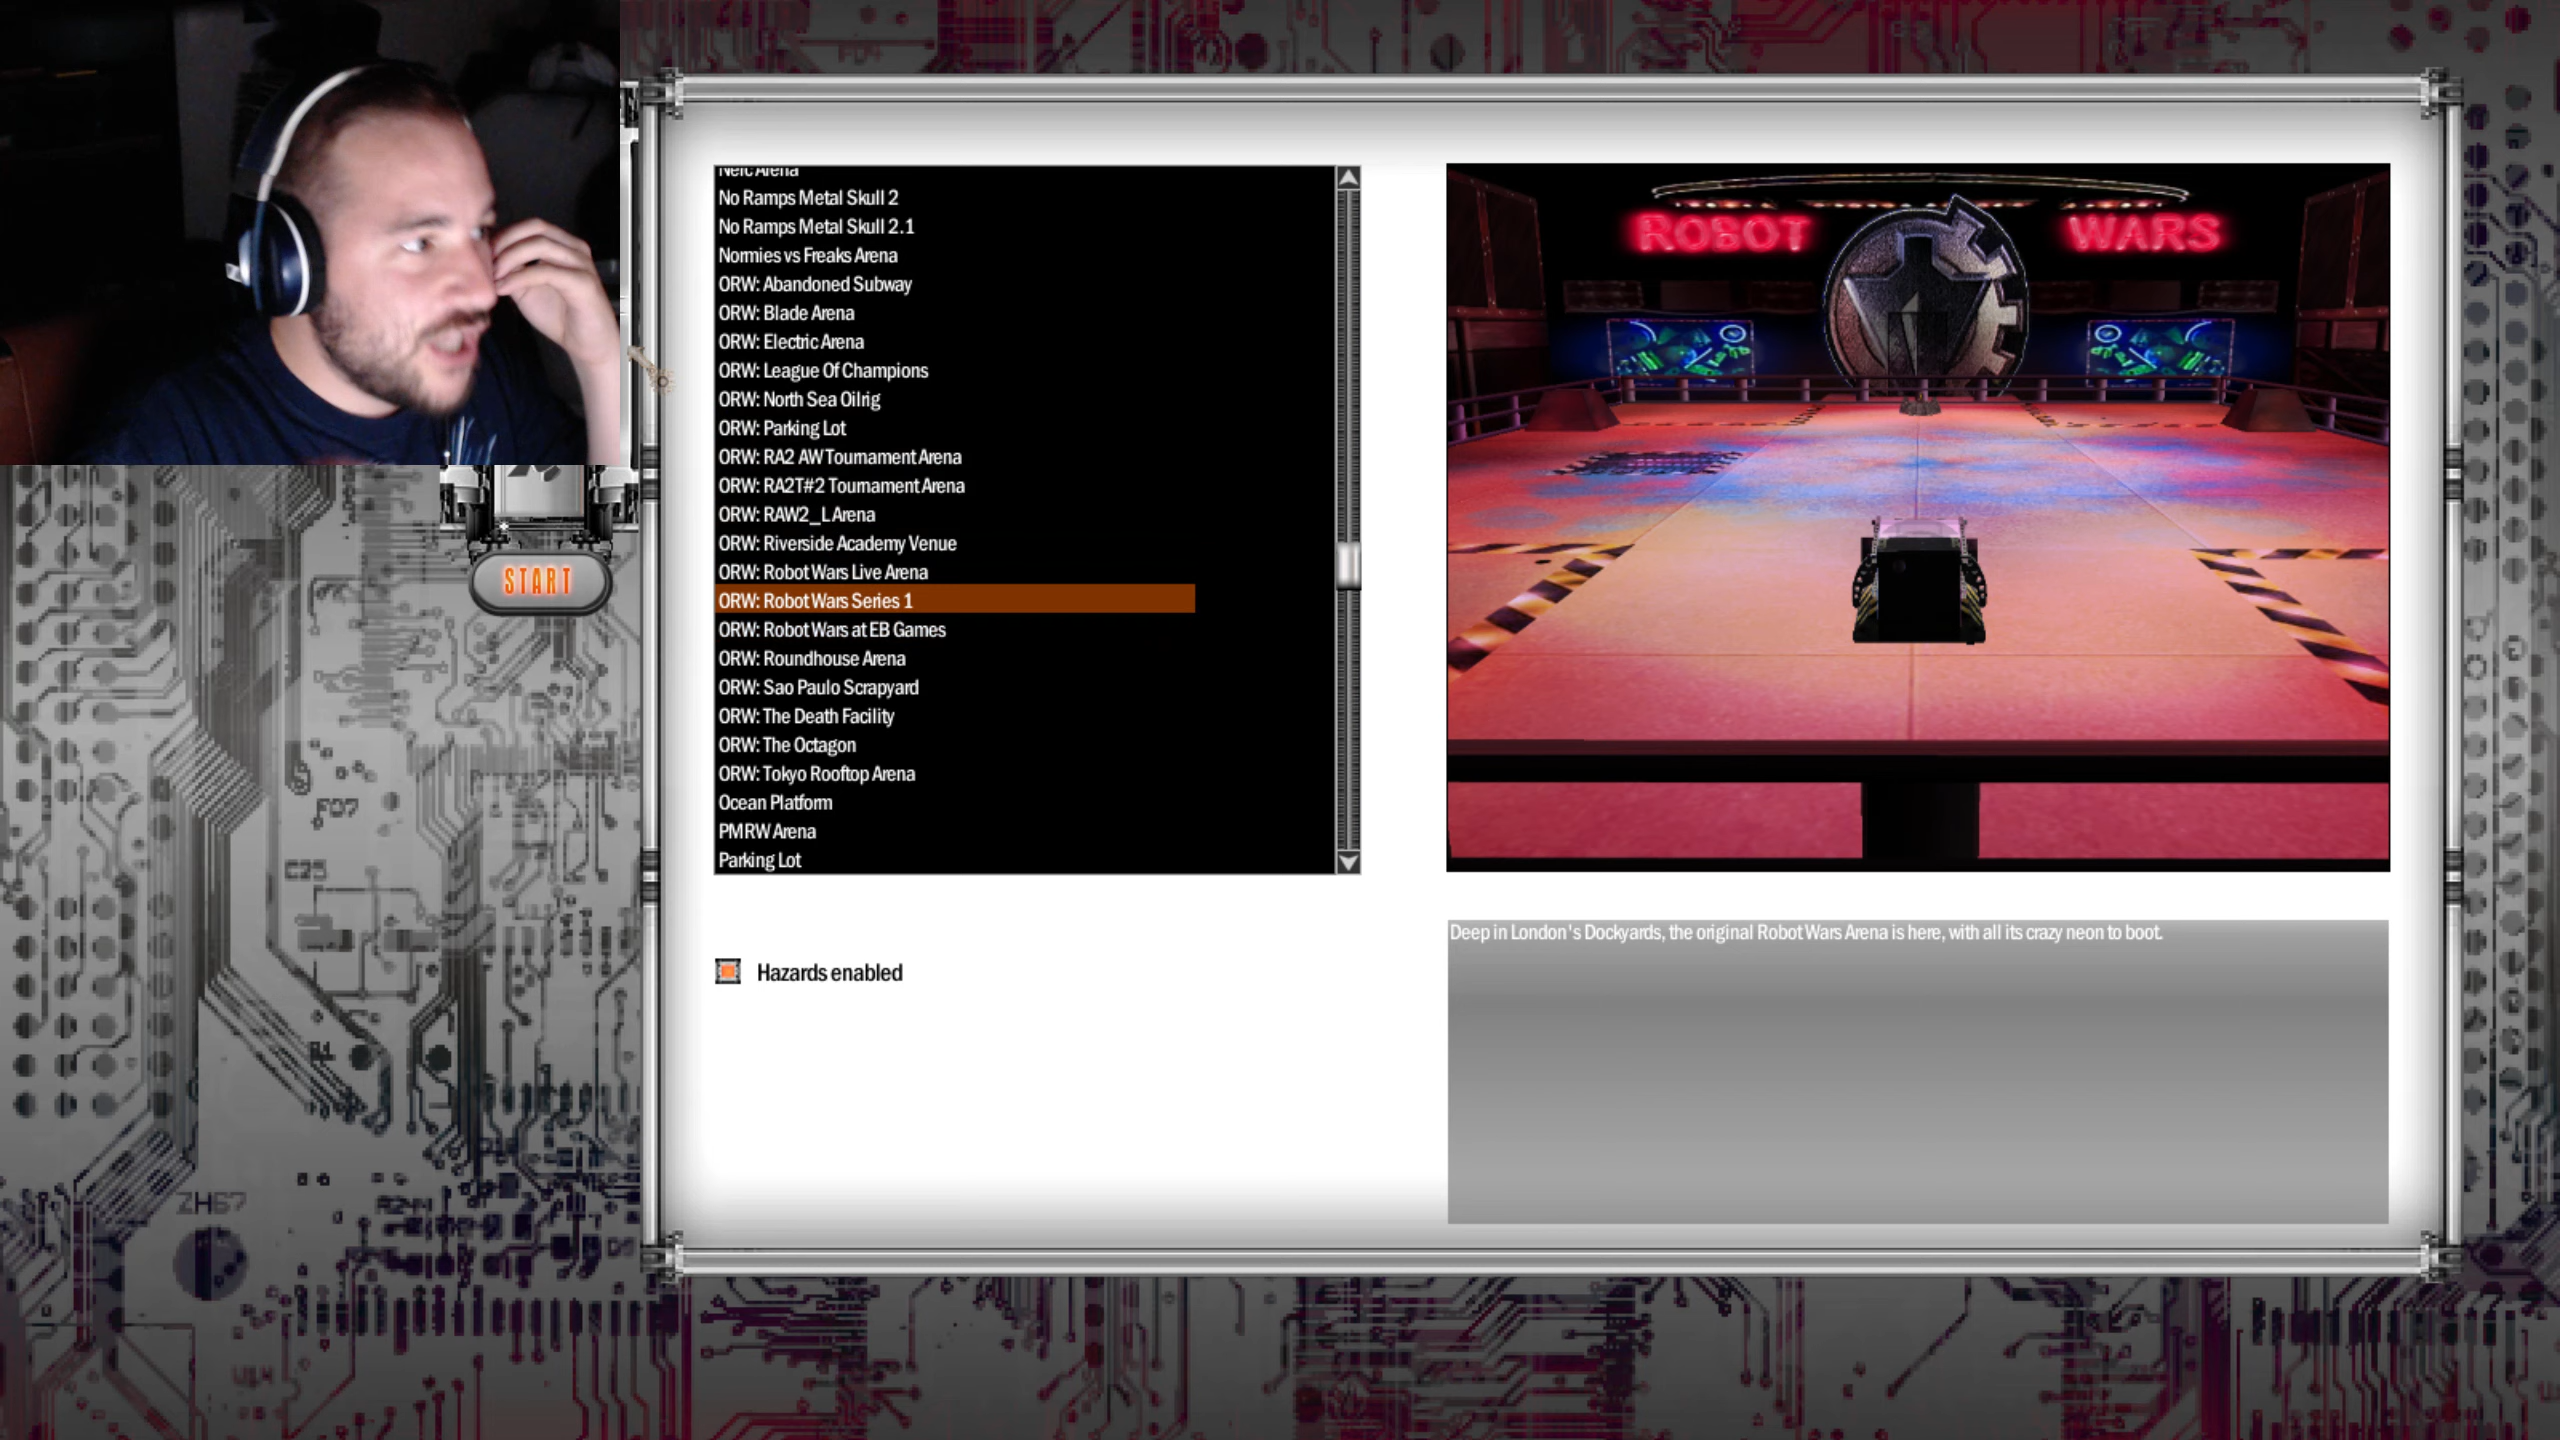 Nerc Arena
No Ramps Metal Skull 2
No Ramps Metal Skull 2.1
Normies vs Freaks Arena
ORW: Abandoned Subway
ORW: Blade Arena
ORW: Electric Arena
ORW: League Of Champions
ORW: North Sea Oilrig
ORW: Parking Lot
ORW: RA2 AW Tournament Arena
ORW: RA2T#2 Tournament Arena
ORW: RAW2_L Arena
ORW: Riverside Academy Venue
ORW: Robot Wars Live Arena
ORW: Robot Wars Series 1
ORW: Robot Wars at EB Games
ORW: Roundhouse Arena
ORW: Sao Paulo Scrapyard
ORW: The Death Facility
ORW: The Octagon
ORW: Tokyo Rooftop Arena
Ocean Platform
PMRW Arena
Parking Lot
START
Hazards enabled
ROBOT WARS
Deep in London's Dockyards, the original Robot Wars Arena is here, with all its crazy neon to boot.
F07
C25
ZH67